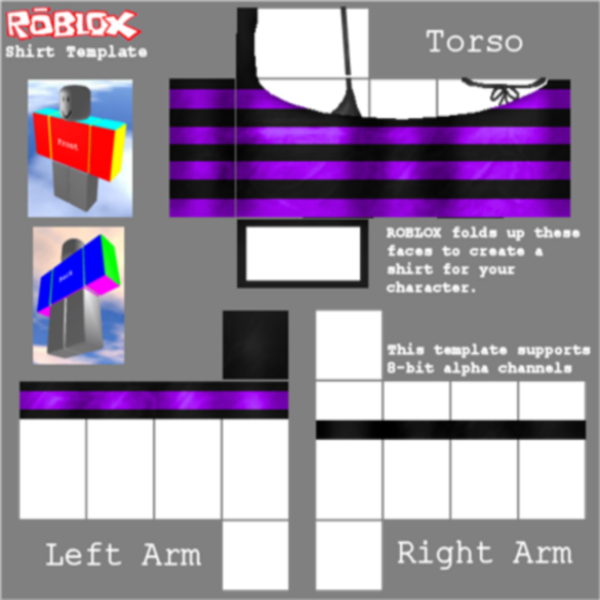 ROBLOX
Shirt Template
Torso
Front
Back
ROBLOX folds up these
faces to create a
shirt for your
character.
This template supports
8-bit alpha channels
Left Arm
Right Arm